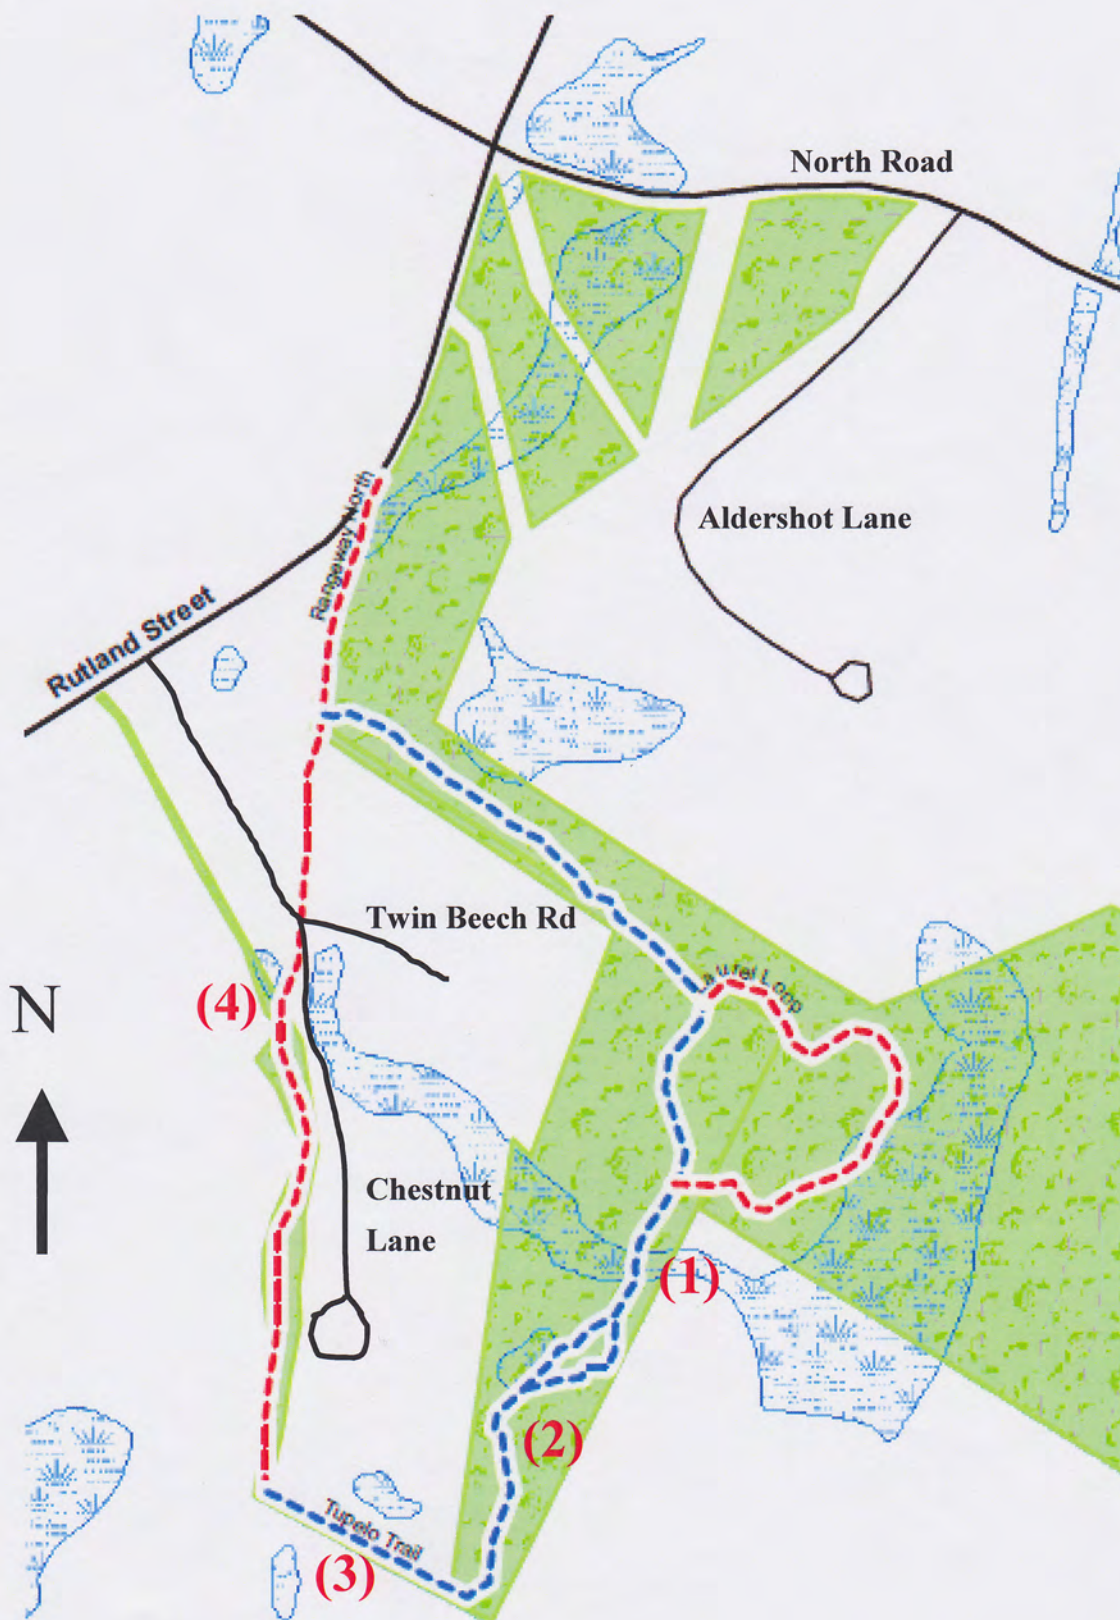 North Road
Rangeway North
Aldershot Lane
Rutland Street
Twin Beech Rd
Laurel Loop
N
(4)
Chestnut
Lane
(1)
(2)
Tupelo Trail
(3)